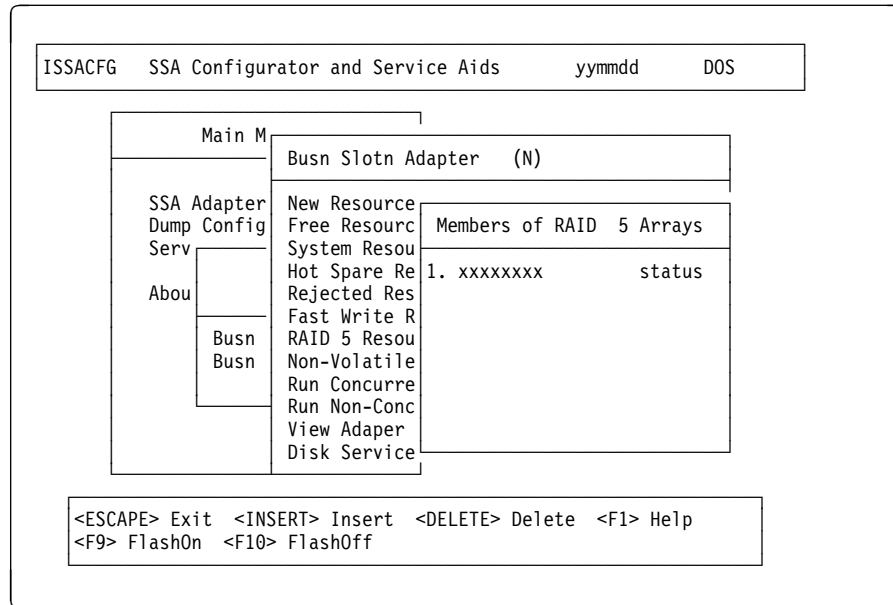 ISSACFG SSA Configurator and Service Aids yymmdd DOS
Main M
Busn Slotn Adapter (N)
SSA Adapter
Dump Config
Serv
Abou
Busn
Busn
New Resource
Free Resourc
System Resou
Hot Spare Re
Rejected Res
Fast Write R
RAID 5 Resou
Non-Volatile
Run Concurre
Run Non-Conc
View Adaper
Disk Service
Members of RAID 5 Arrays
1. xxxxxxxx status
<ESCAPE> Exit <INSERT> Insert <DELETE> Delete <F1> Help
<F9> FlashOn <F10> FlashOff